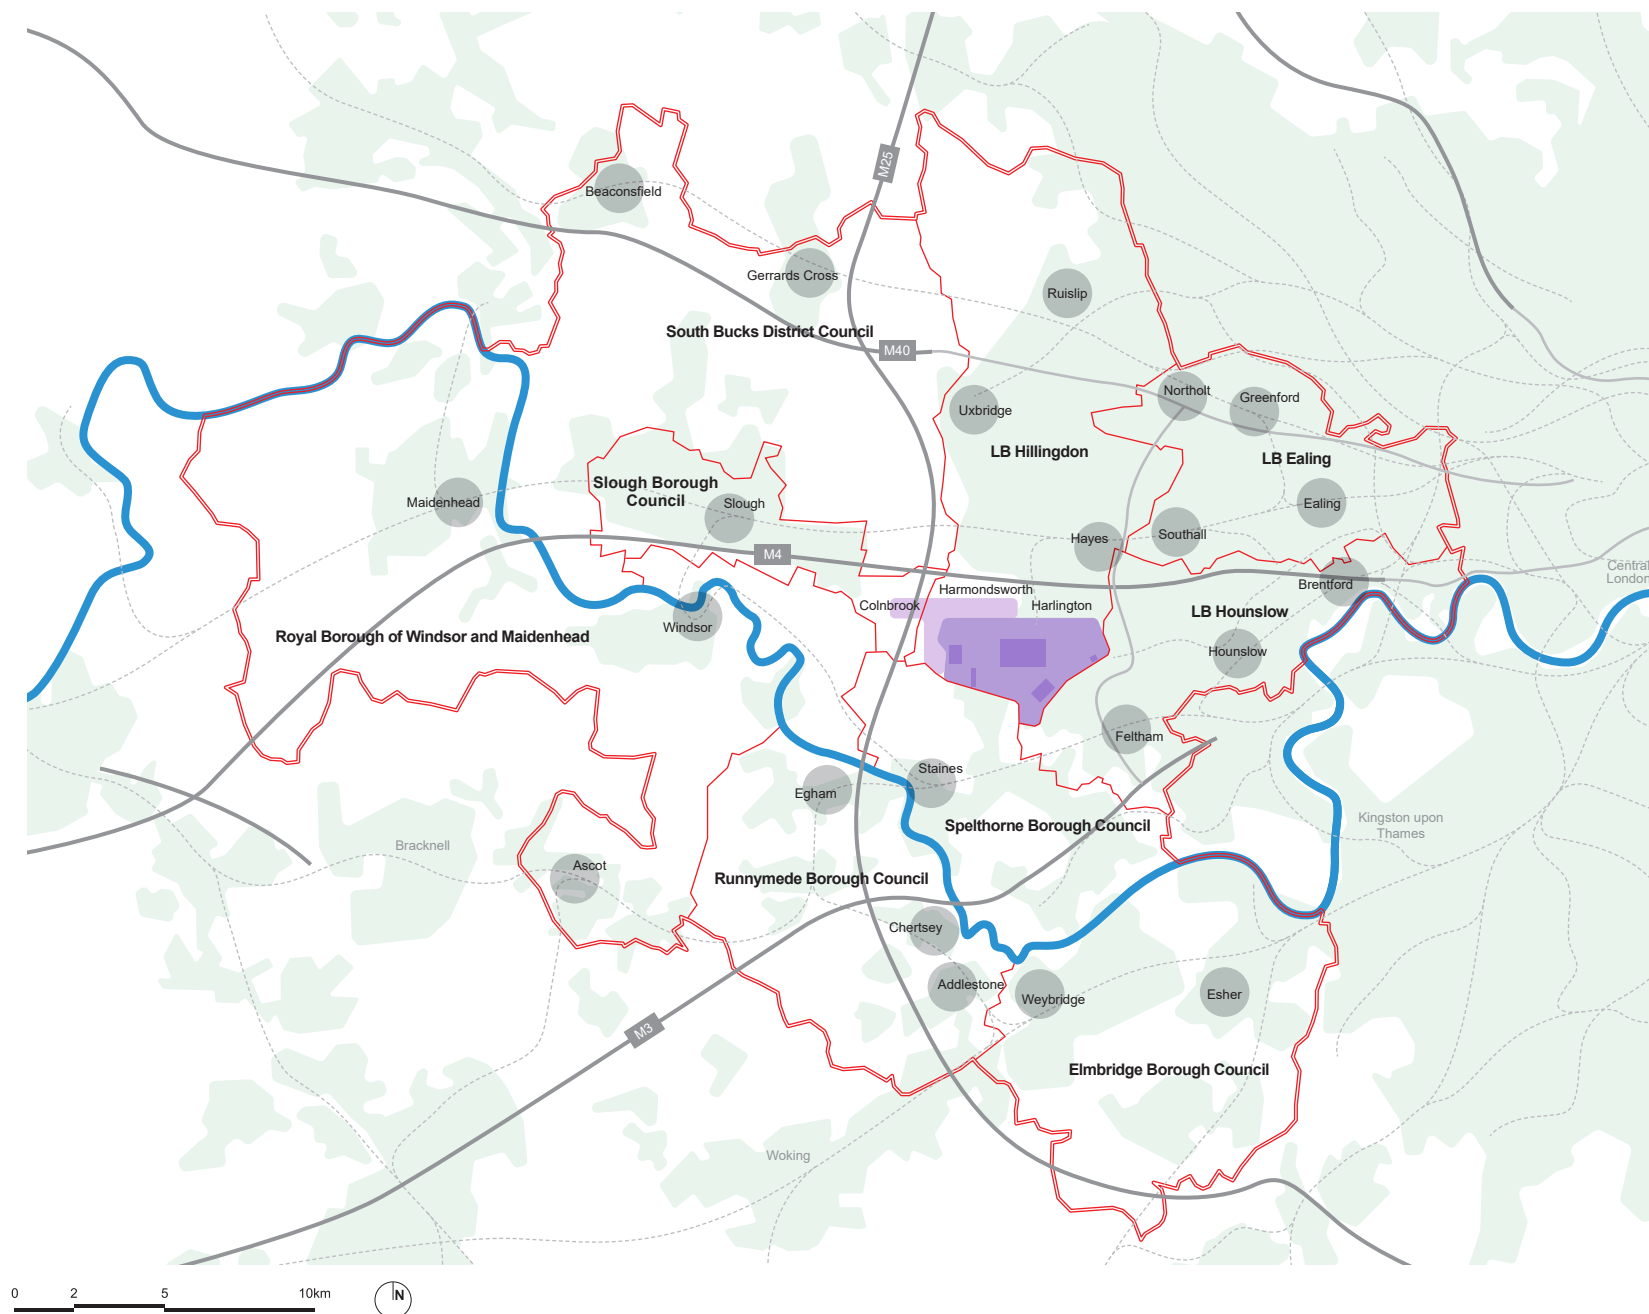 M25
Beaconsfield
Gerrards Cross
Ruislip
South Bucks District Council
M40
Northolt
Greenford
Uxbridge
LB Hillingdon
LB Ealing
Slough Borough
Council
Maidenhead
Slough
Ealing
Hayes
Southall
M4
Central
London
Brentford
Harmondsworth
Colnbrook
Harlington
LB Hounslow
Windsor
Royal Borough of Windsor and Maidenhead
Hounslow
Feltham
Staines
Egham
Kingston upon
Thames
Spelthorne Borough Council
Bracknell
Ascot
Runnymede Borough Council
Chertsey
Addlestone
Weybridge
Esher
M3
Elmbridge Borough Council
Woking
0 2 5 10km
N